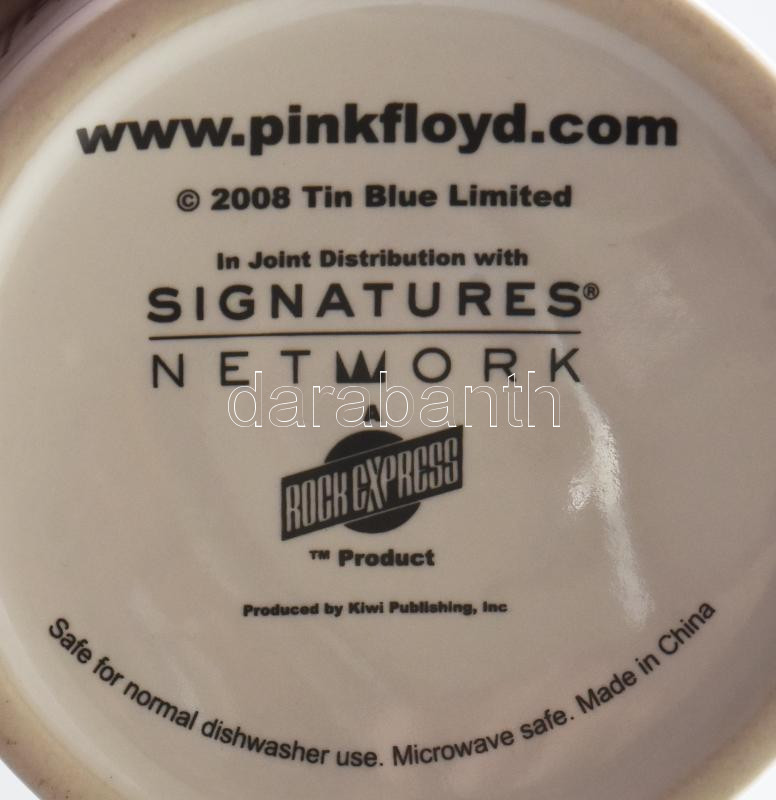 www.pinkfloyd.com
© 2008 Tin Blue Limited
In Joint Distribution with
SIGNATURES®
NETWORK
darabanth
A
ROCK EXPRESS
™ Product
Produced by Kiwi Publishing, Inc
Safe for normal dishwasher use. Microwave safe. Made in China